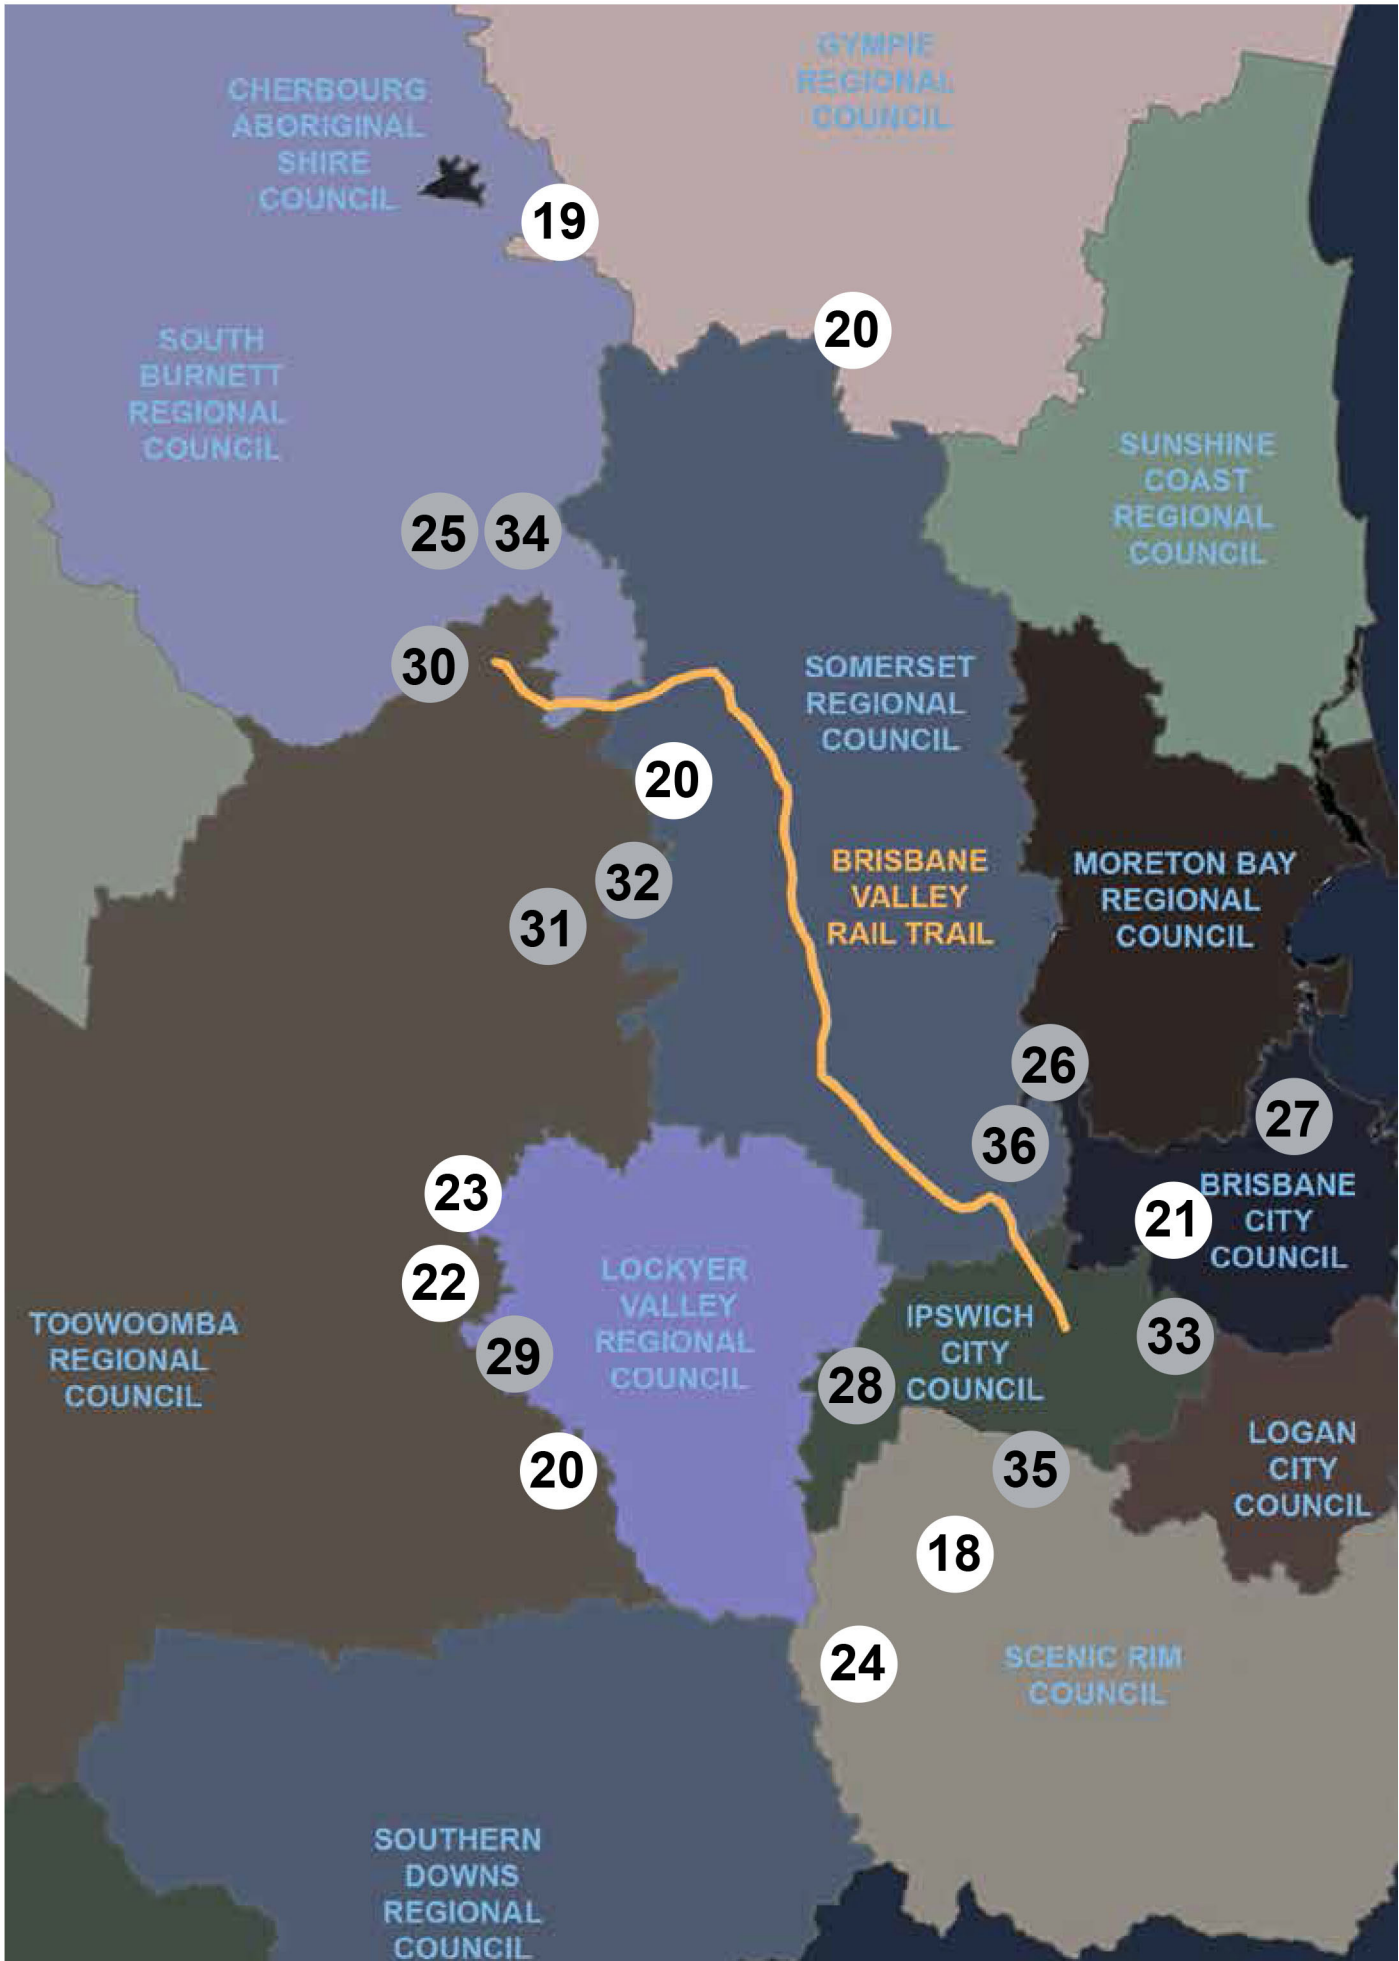 GYMPIE
REGIONAL
COUNCIL
CHERBOURG
ABORIGINAL
SHIRE
COUNCIL
19
20
SOUTH
BURNETT
REGIONAL
COUNCIL
SUNSHINE
COAST
REGIONAL
COUNCIL
25
34
30
SOMERSET
REGIONAL
COUNCIL
20
32
31
BRISBANE
VALLEY
RAIL TRAIL
MORETON BAY
REGIONAL
COUNCIL
26
27
36
23
21
BRISBANE
CITY
COUNCIL
22
LOCKYER
VALLEY
REGIONAL
COUNCIL
TOOWOOMBA
REGIONAL
COUNCIL
29
IPSWICH
CITY
COUNCIL
33
28
20
35
LOGAN
CITY
COUNCIL
18
24
SCENIC RIM
COUNCIL
SOUTHERN
DOWNS
REGIONAL
COUNCIL